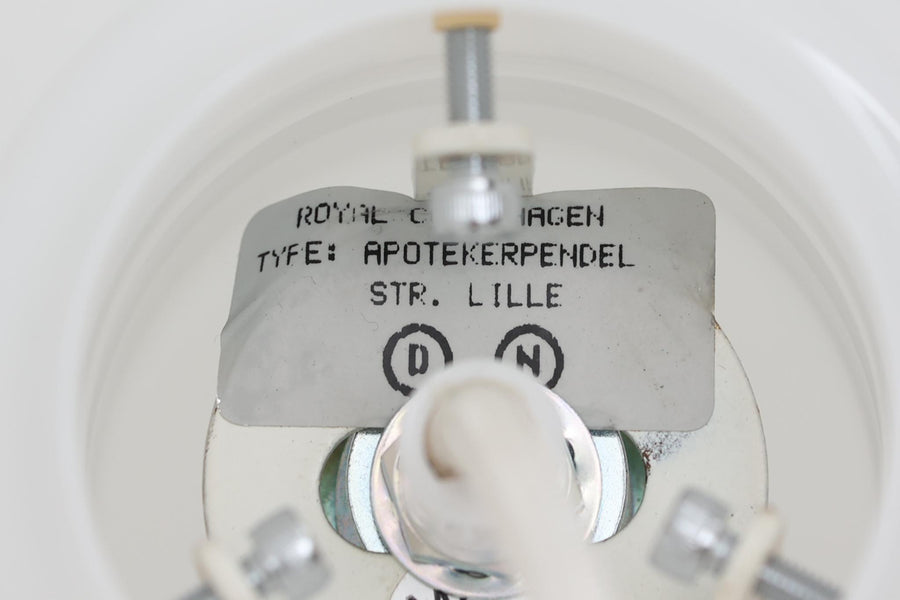 ROYAL
TYPE: APOTEKERPENDEL
STR. LILLE
D N